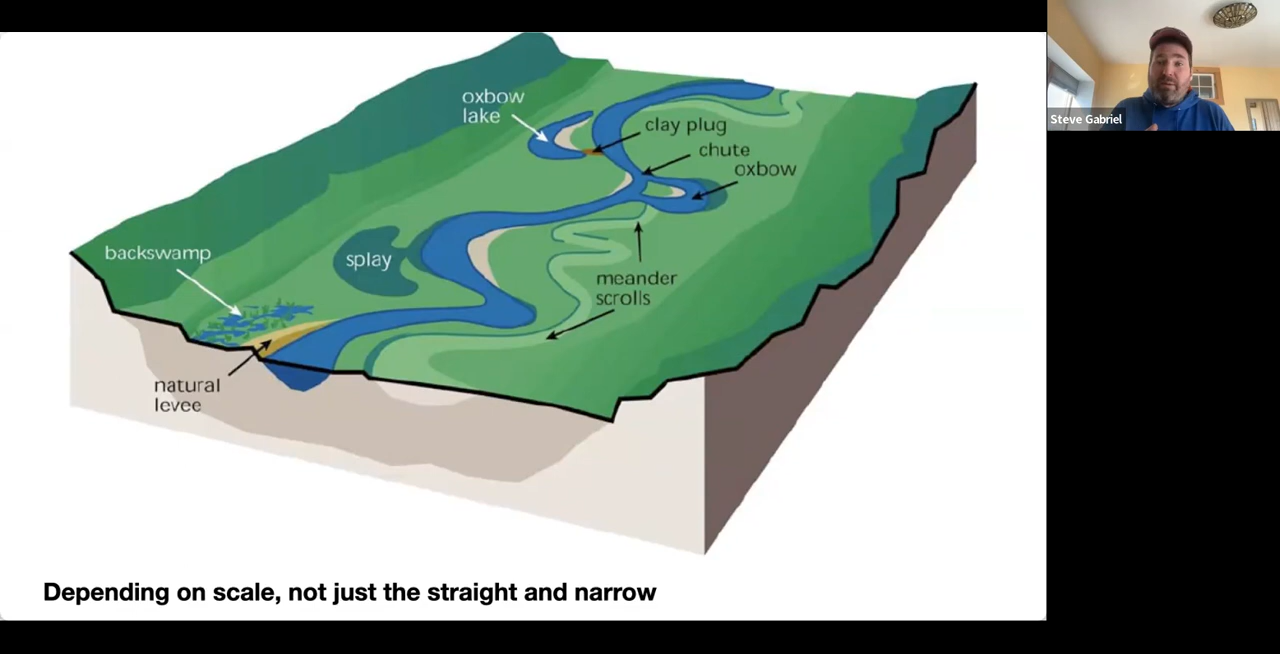 oxbow
lake
clay plug
chute
oxbow
backswamp
splay
meander
scrolls
natural
levee
Depending on scale, not just the straight and narrow
Steve Gabriel